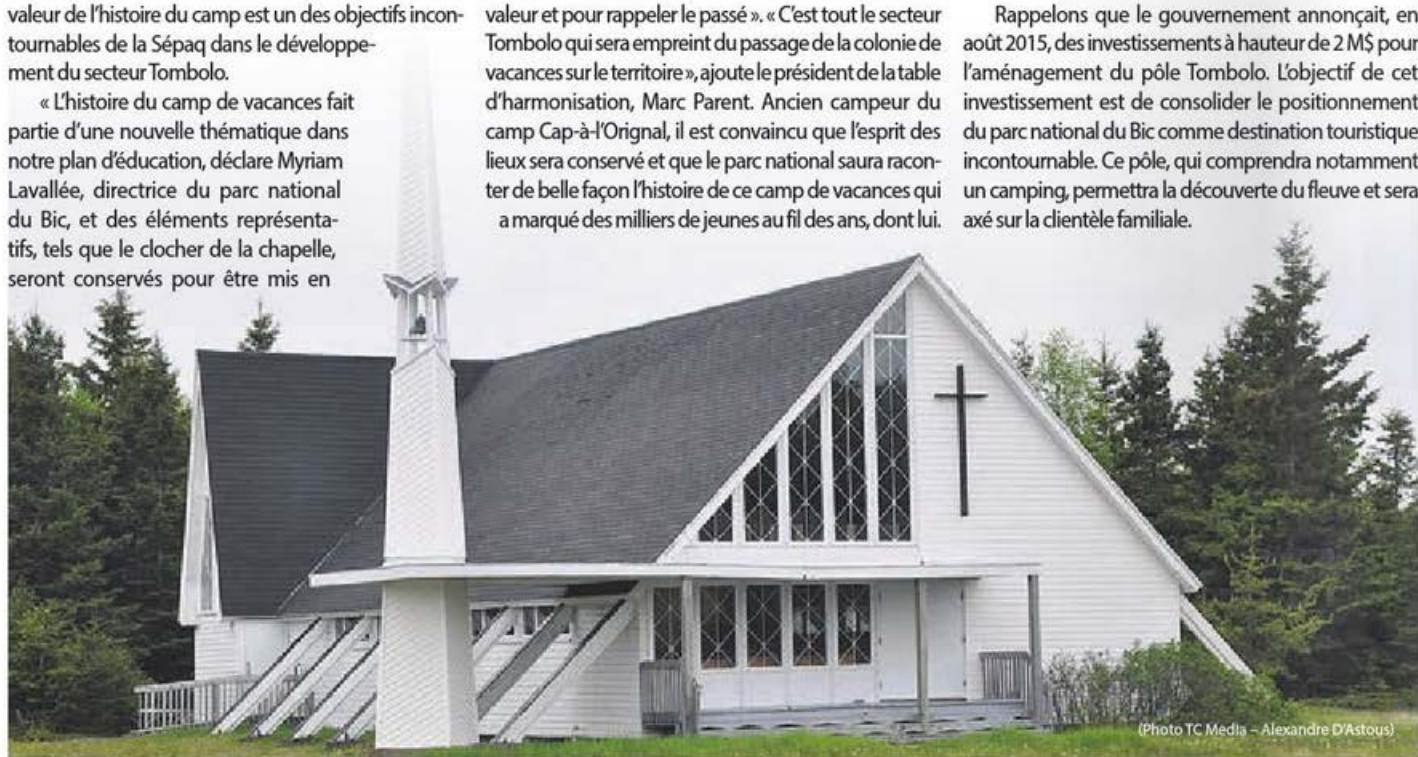 valeur de l'histoire du camp est un des objectifs incon-
tournables de la Sépaq dans le développe-
ment du secteur Tombolo.
« L'histoire du camp de vacances fait
partie d'une nouvelle thématique dans
notre plan d'éducation, déclare Myriam
Lavallée, directrice du parc national
du Bic, et des éléments représenta-
tifs, tels que le clocher de la chapelle,
seront conservés pour être mis en
valeur et pour rappeler le passé ». « C'est tout le secteur
Tombolo qui sera empreint du passage de la colonie de
vacances sur le territoire », ajoute le président de la table
d'harmonisation, Marc Parent. Ancien campeur du
camp Cap-à-l'Orignal, il est convaincu que l'esprit des
lieux sera conservé et que le parc national saura racon-
ter de belle façon l'histoire de ce camp de vacances qui
a marqué des milliers de jeunes au fil des ans, dont lui.
Rappelons que le gouvernement annonçait, en
août 2015, des investissements à hauteur de 2 M$ pour
l'aménagement du pôle Tombolo. L'objectif de cet
investissement est de consolider le positionnement
du parc national du Bic comme destination touristique
incontournable. Ce pôle, qui comprendra notamment
un camping, permettra la découverte du fleuve et sera
axé sur la clientèle familiale.
(Photo TC Media – Alexandre D'Astous)